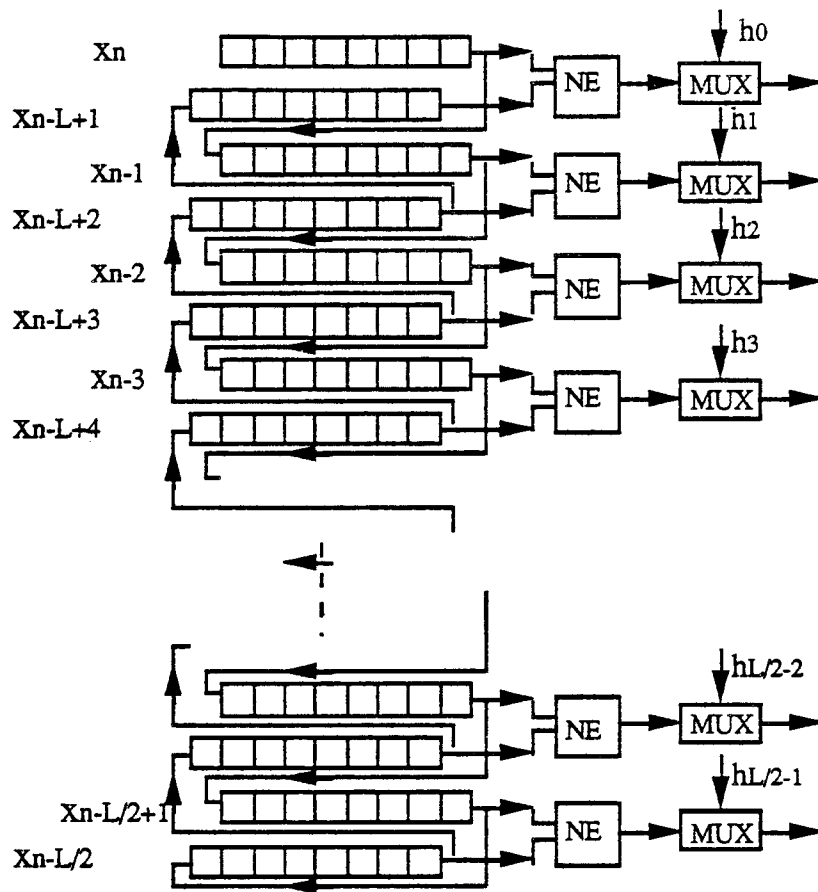 Xn
h0
NE
MUX
Xn-L+1
h1
Xn-1
NE
MUX
Xn-L+2
h2
Xn-2
NE
MUX
Xn-L+3
h3
Xn-3
NE
MUX
Xn-L+4
hL/2-2
NE
MUX
hL/2-1
Xn-L/2+1
NE
MUX
Xn-L/2